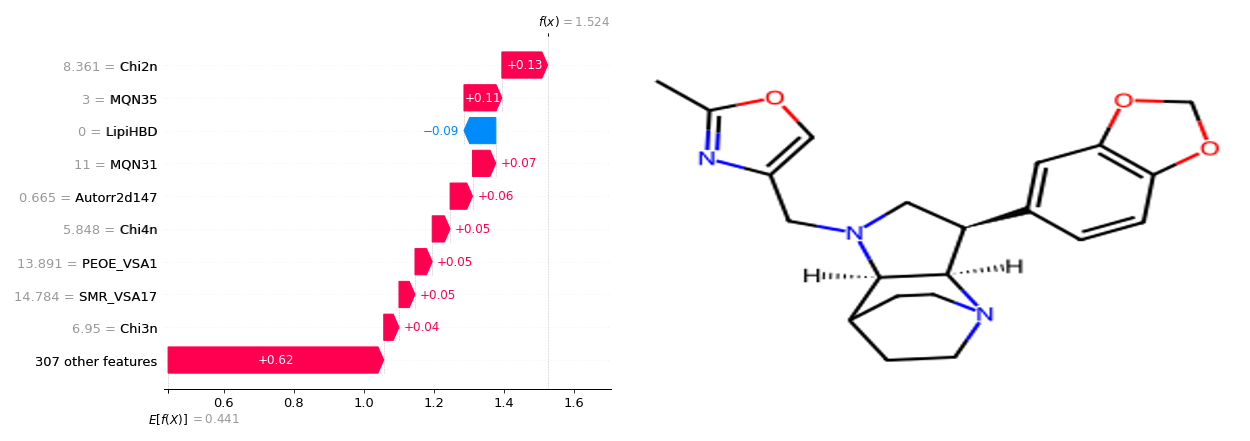 f(x) = 1.524
8.361 = Chi2n
+0.13
3 = MQN35
+0.11
0 = LipiHBD
−0.09
11 = MQN31
+0.07
0.665 = Autorr2d147
+0.06
5.848 = Chi4n
+0.05
13.891 = PEOE_VSA1
+0.05
14.784 = SMR_VSA17
+0.05
6.95 = Chi3n
+0.04
307 other features
+0.62
0.6 0.8 1.0 1.2 1.4 1.6
E[f(X)] = 0.441
O
N
O
O
N
H
H
N